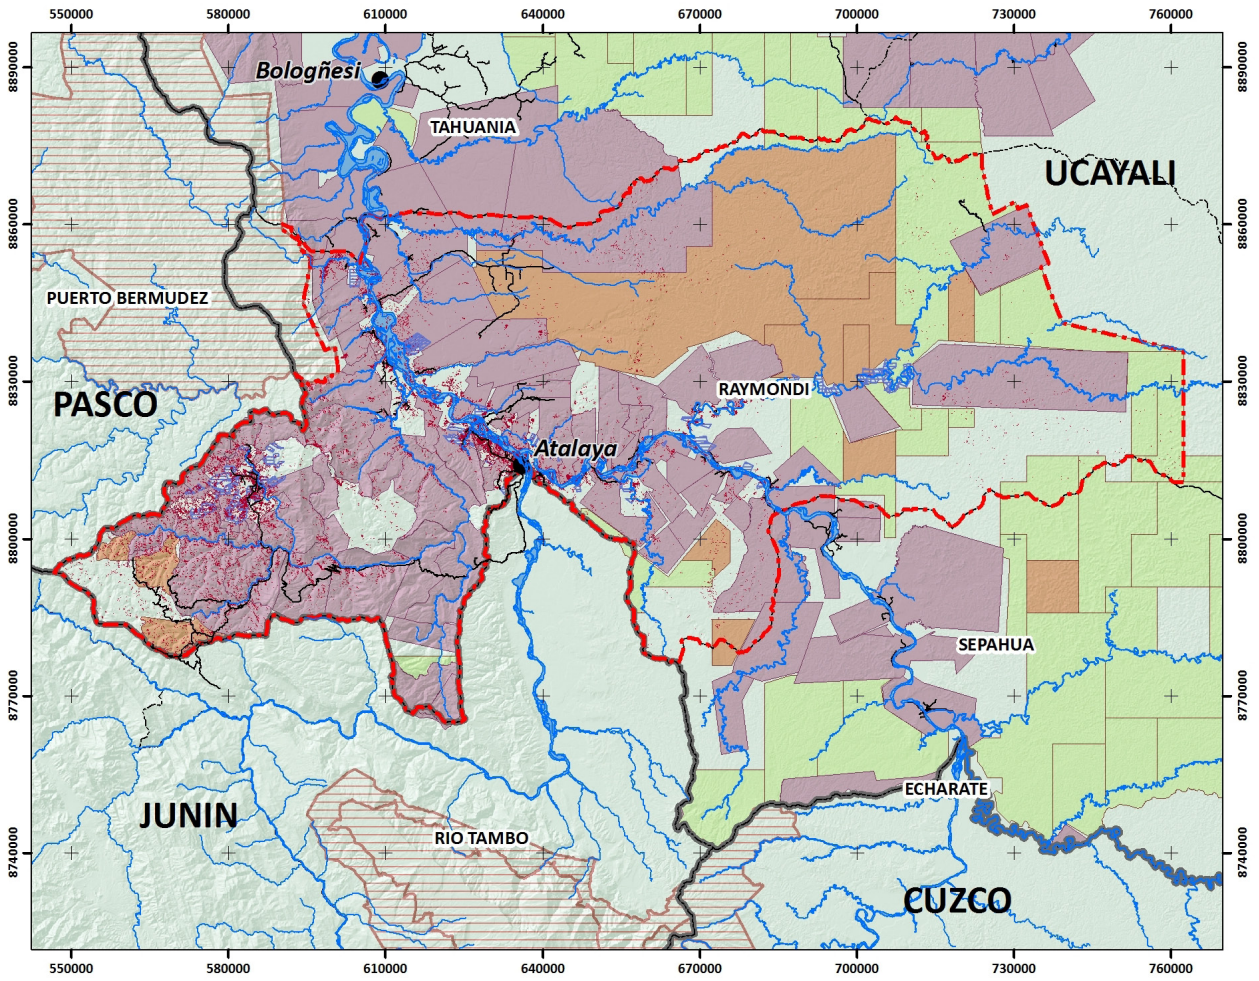 550000 580000 610000 640000 670000 700000 730000 760000
8890000 8890000
Bologñesi
TAHUANIA
UCAYALI
8860000 8860000
PUERTO BERMUDEZ
8830000 8830000
RAYMONDI
PASCO
Atalaya
8800000 8800000
SEPAHUA
8770000 8770000
ECHARATE
JUNIN
RIO TAMBO
8740000 8740000
CUZCO
550000 580000 610000 640000 670000 700000 730000 760000